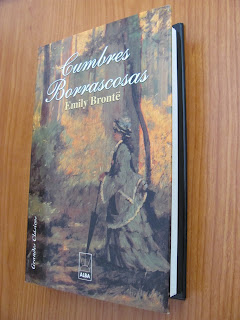 Cumbres
Borrascosas
Emily Brontë
Grandes Clásicos
ALBA